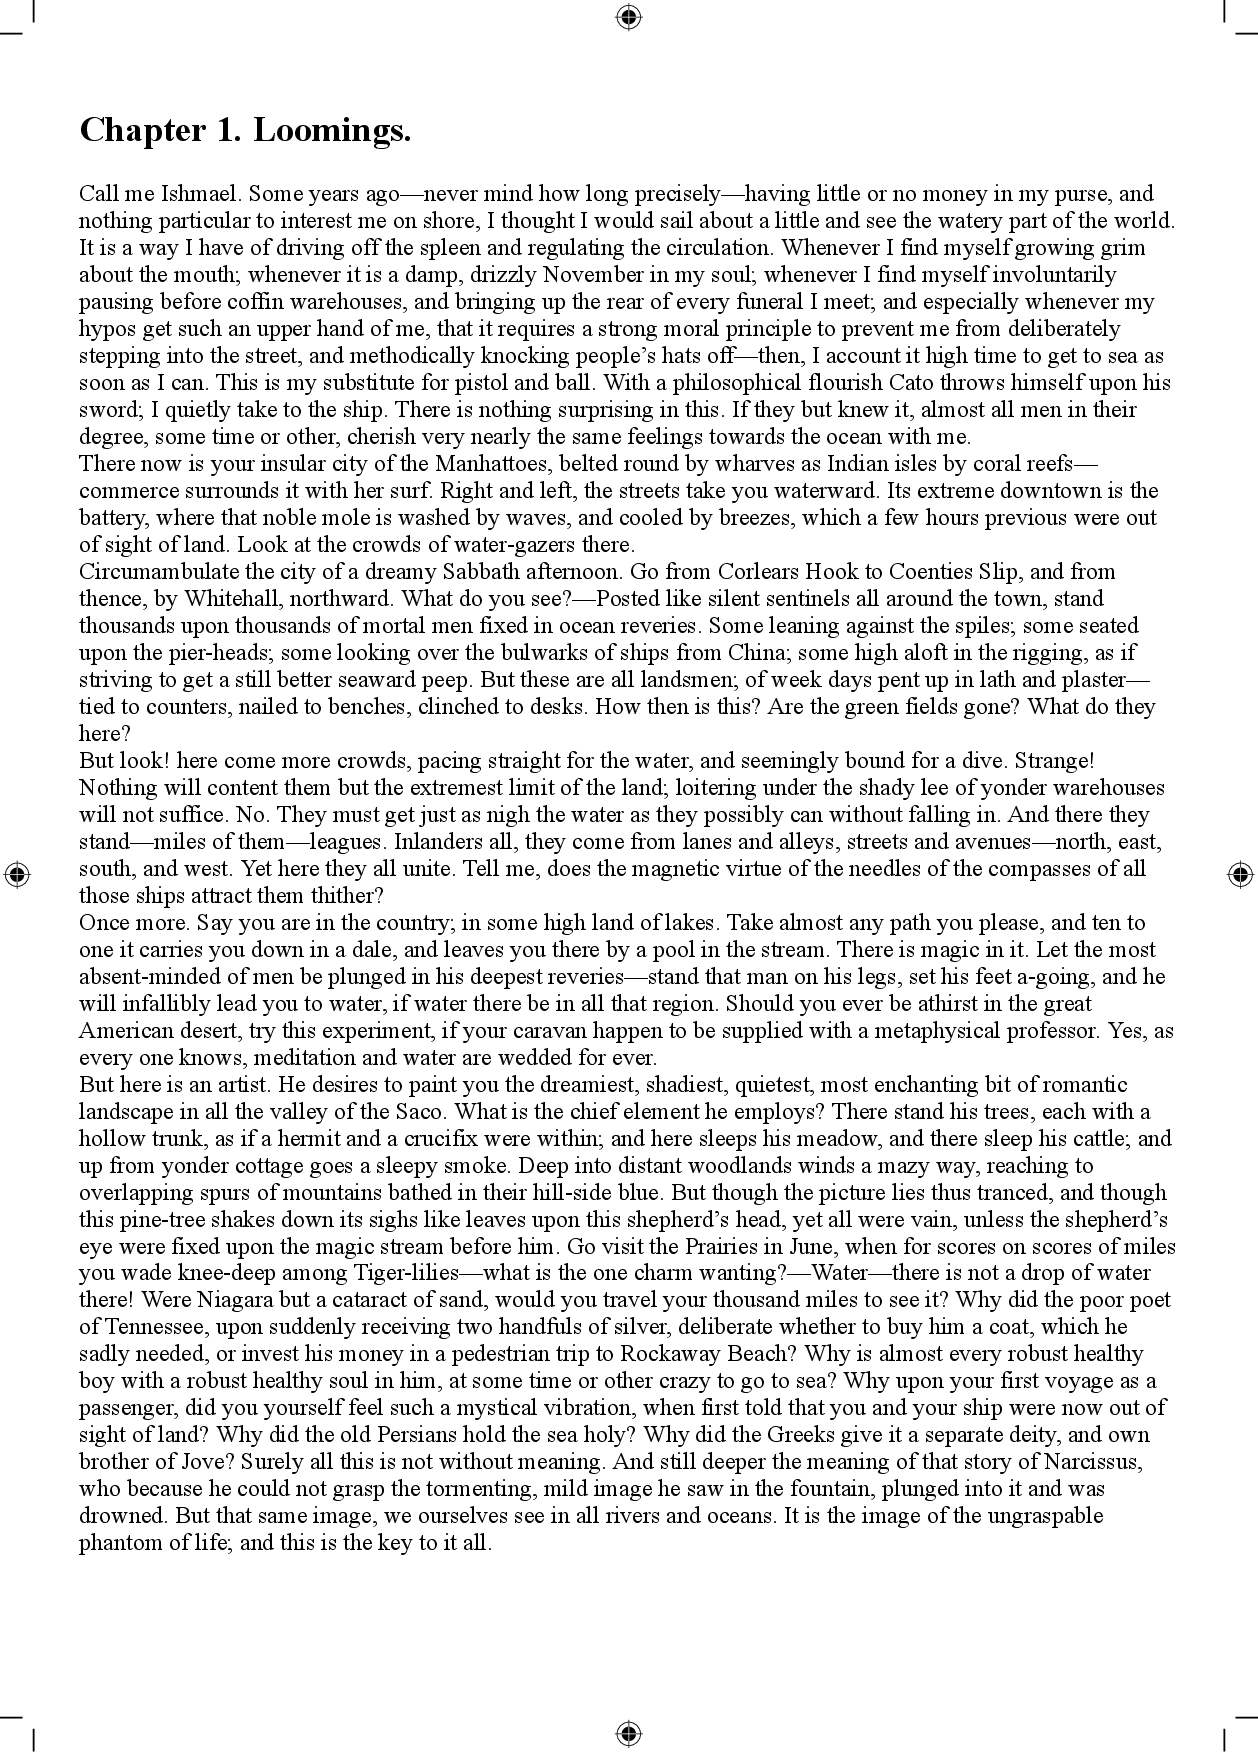 Chapter 1. Loomings.
Call me Ishmael. Some years ago—never mind how long precisely—having little or no money in my purse, and
nothing particular to interest me on shore, I thought I would sail about a little and see the watery part of the world.
It is a way I have of driving off the spleen and regulating the circulation. Whenever I find myself growing grim
about the mouth; whenever it is a damp, drizzly November in my soul; whenever I find myself involuntarily
pausing before coffin warehouses, and bringing up the rear of every funeral I meet; and especially whenever my
hypos get such an upper hand of me, that it requires a strong moral principle to prevent me from deliberately
stepping into the street, and methodically knocking people’s hats off—then, I account it high time to get to sea as
soon as I can. This is my substitute for pistol and ball. With a philosophical flourish Cato throws himself upon his
sword; I quietly take to the ship. There is nothing surprising in this. If they but knew it, almost all men in their
degree, some time or other, cherish very nearly the same feelings towards the ocean with me.
There now is your insular city of the Manhattoes, belted round by wharves as Indian isles by coral reefs—
commerce surrounds it with her surf. Right and left, the streets take you waterward. Its extreme downtown is the
battery, where that noble mole is washed by waves, and cooled by breezes, which a few hours previous were out
of sight of land. Look at the crowds of water-gazers there.
Circumambulate the city of a dreamy Sabbath afternoon. Go from Corlears Hook to Coenties Slip, and from
thence, by Whitehall, northward. What do you see?—Posted like silent sentinels all around the town, stand
thousands upon thousands of mortal men fixed in ocean reveries. Some leaning against the spiles; some seated
upon the pier-heads; some looking over the bulwarks of ships from China; some high aloft in the rigging, as if
striving to get a still better seaward peep. But these are all landsmen; of week days pent up in lath and plaster—
tied to counters, nailed to benches, clinched to desks. How then is this? Are the green fields gone? What do they
here?
But look! here come more crowds, pacing straight for the water, and seemingly bound for a dive. Strange!
Nothing will content them but the extremest limit of the land; loitering under the shady lee of yonder warehouses
will not suffice. No. They must get just as nigh the water as they possibly can without falling in. And there they
stand—miles of them—leagues. Inlanders all, they come from lanes and alleys, streets and avenues—north, east,
south, and west. Yet here they all unite. Tell me, does the magnetic virtue of the needles of the compasses of all
those ships attract them thither?
Once more. Say you are in the country; in some high land of lakes. Take almost any path you please, and ten to
one it carries you down in a dale, and leaves you there by a pool in the stream. There is magic in it. Let the most
absent-minded of men be plunged in his deepest reveries—stand that man on his legs, set his feet a-going, and he
will infallibly lead you to water, if water there be in all that region. Should you ever be athirst in the great
American desert, try this experiment, if your caravan happen to be supplied with a metaphysical professor. Yes, as
every one knows, meditation and water are wedded for ever.
But here is an artist. He desires to paint you the dreamiest, shadiest, quietest, most enchanting bit of romantic
landscape in all the valley of the Saco. What is the chief element he employs? There stand his trees, each with a
hollow trunk, as if a hermit and a crucifix were within; and here sleeps his meadow, and there sleep his cattle; and
up from yonder cottage goes a sleepy smoke. Deep into distant woodlands winds a mazy way, reaching to
overlapping spurs of mountains bathed in their hill-side blue. But though the picture lies thus tranced, and though
this pine-tree shakes down its sighs like leaves upon this shepherd’s head, yet all were vain, unless the shepherd’s
eye were fixed upon the magic stream before him. Go visit the Prairies in June, when for scores on scores of miles
you wade knee-deep among Tiger-lilies—what is the one charm wanting?—Water—there is not a drop of water
there! Were Niagara but a cataract of sand, would you travel your thousand miles to see it? Why did the poor poet
of Tennessee, upon suddenly receiving two handfuls of silver, deliberate whether to buy him a coat, which he
sadly needed, or invest his money in a pedestrian trip to Rockaway Beach? Why is almost every robust healthy
boy with a robust healthy soul in him, at some time or other crazy to go to sea? Why upon your first voyage as a
passenger, did you yourself feel such a mystical vibration, when first told that you and your ship were now out of
sight of land? Why did the old Persians hold the sea holy? Why did the Greeks give it a separate deity, and own
brother of Jove? Surely all this is not without meaning. And still deeper the meaning of that story of Narcissus,
who because he could not grasp the tormenting, mild image he saw in the fountain, plunged into it and was
drowned. But that same image, we ourselves see in all rivers and oceans. It is the image of the ungraspable
phantom of life; and this is the key to it all.